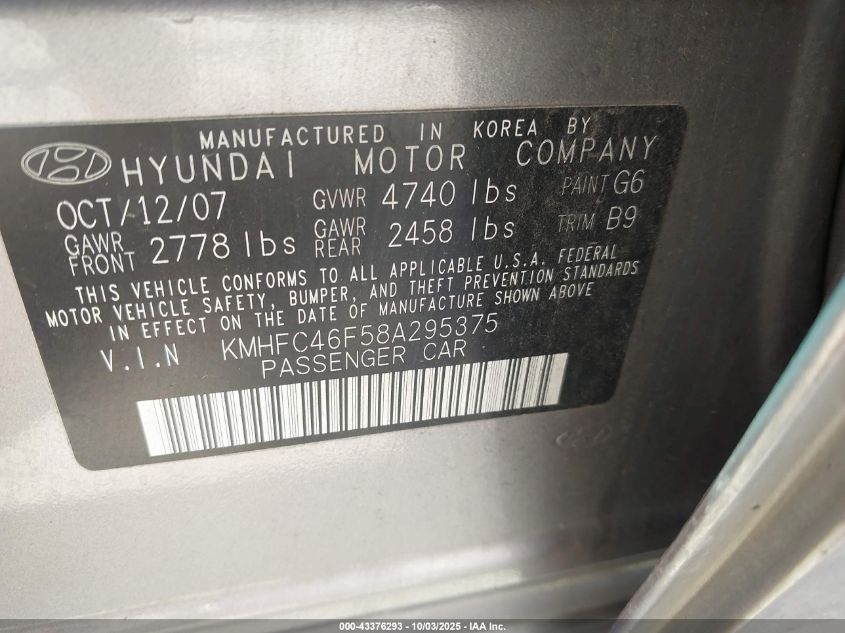 MANUFACTURED IN KOREA BY
HYUNDAI MOTOR COMPANY
OCT/12/07 GVWR 4740 lbs PAINT G6
GAWR FRONT 2778 lbs GAWR REAR 2458 lbs TRIM B9
THIS VEHICLE CONFORMS TO ALL APPLICABLE U.S.A. FEDERAL
MOTOR VEHICLE SAFETY, BUMPER, AND THEFT PREVENTION STANDARDS
IN EFFECT ON THE DATE OF MANUFACTURE SHOWN ABOVE
V.I.N KMHFC46F58A295375
PASSENGER CAR
000-43376293 - 10/03/2025 - IAA Inc.